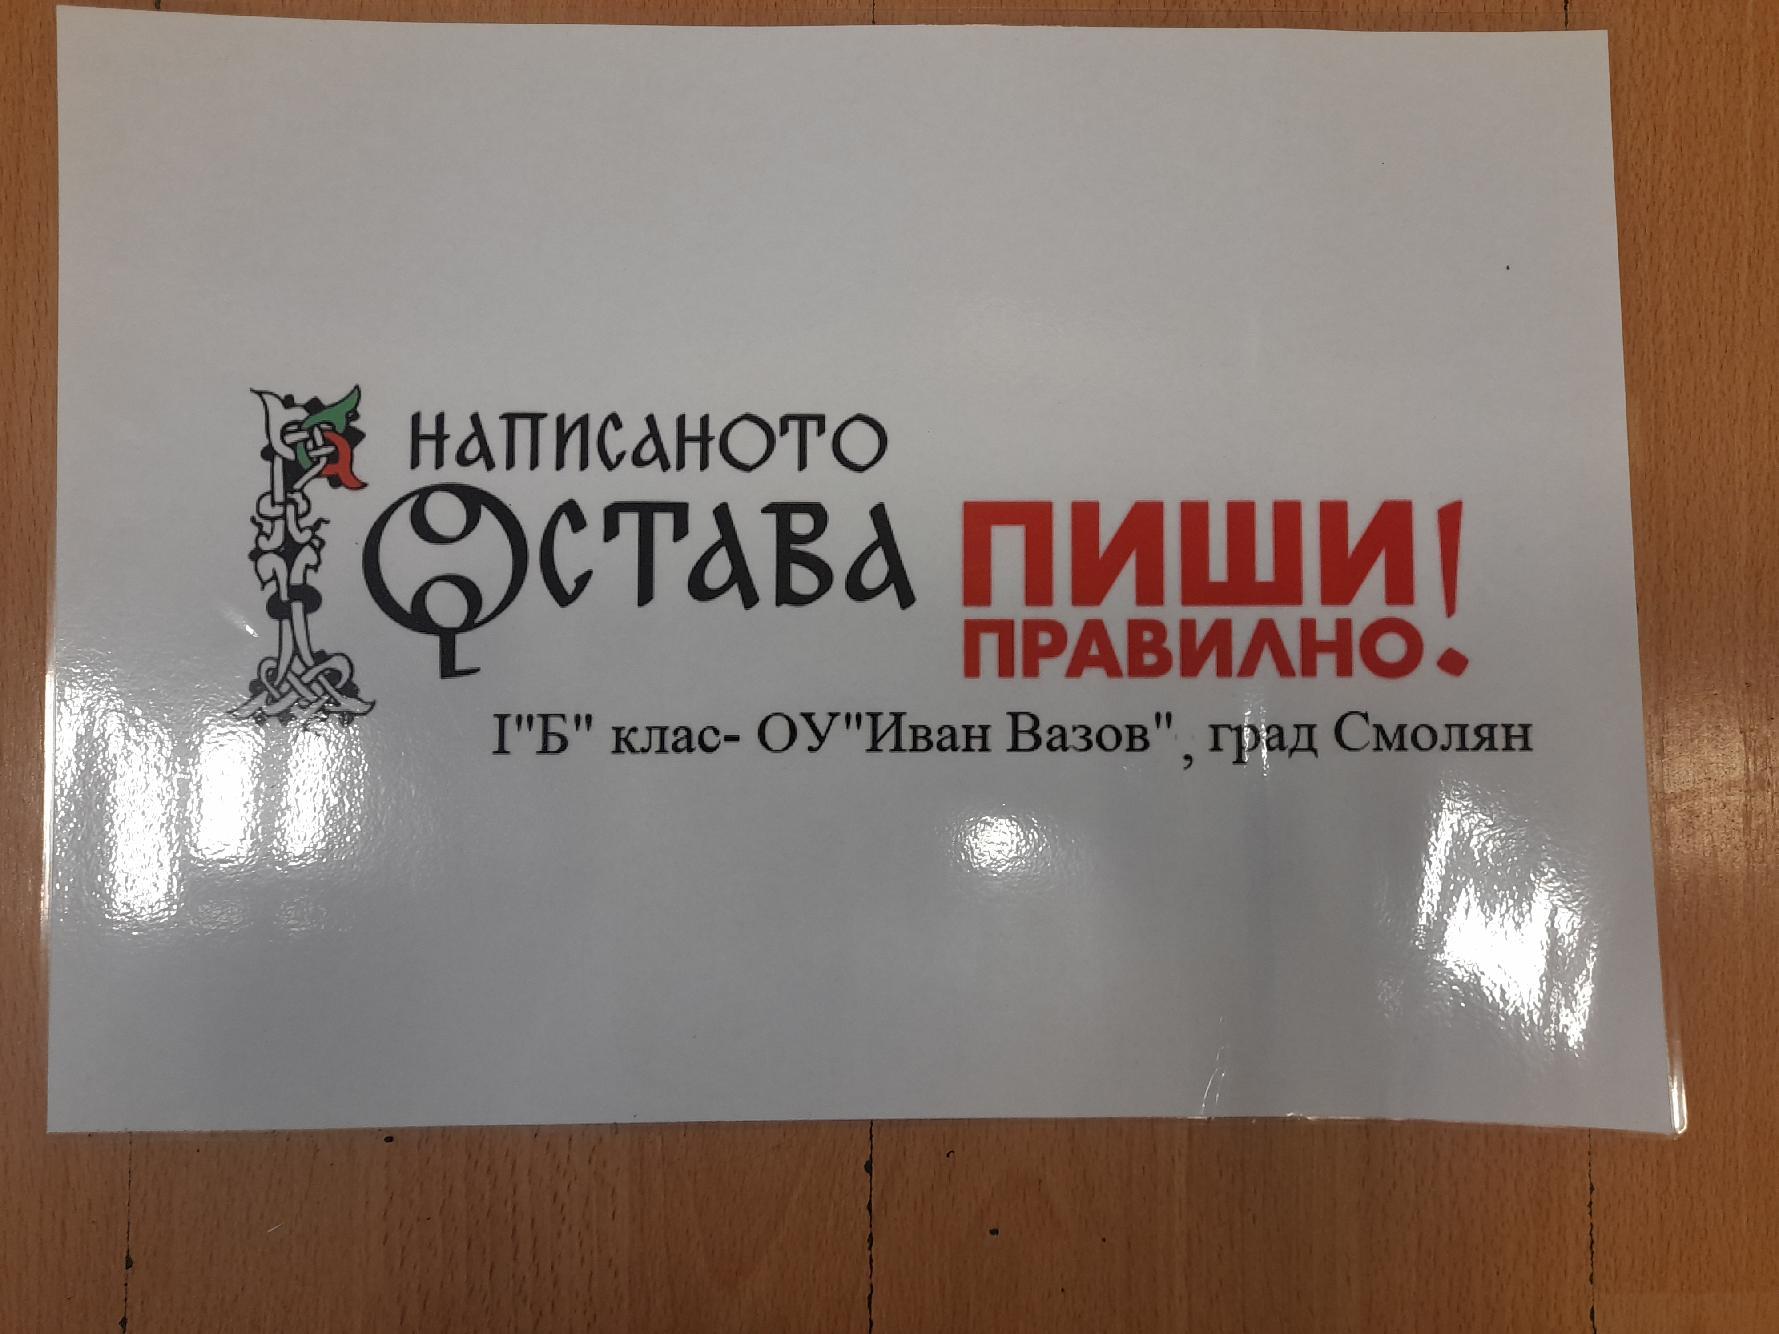 НАПИСАНОТО
ОСТАВА ПИШИ!
ПРАВИЛНО
I"Б" клас- ОУ"Иван Вазов" , град Смолян